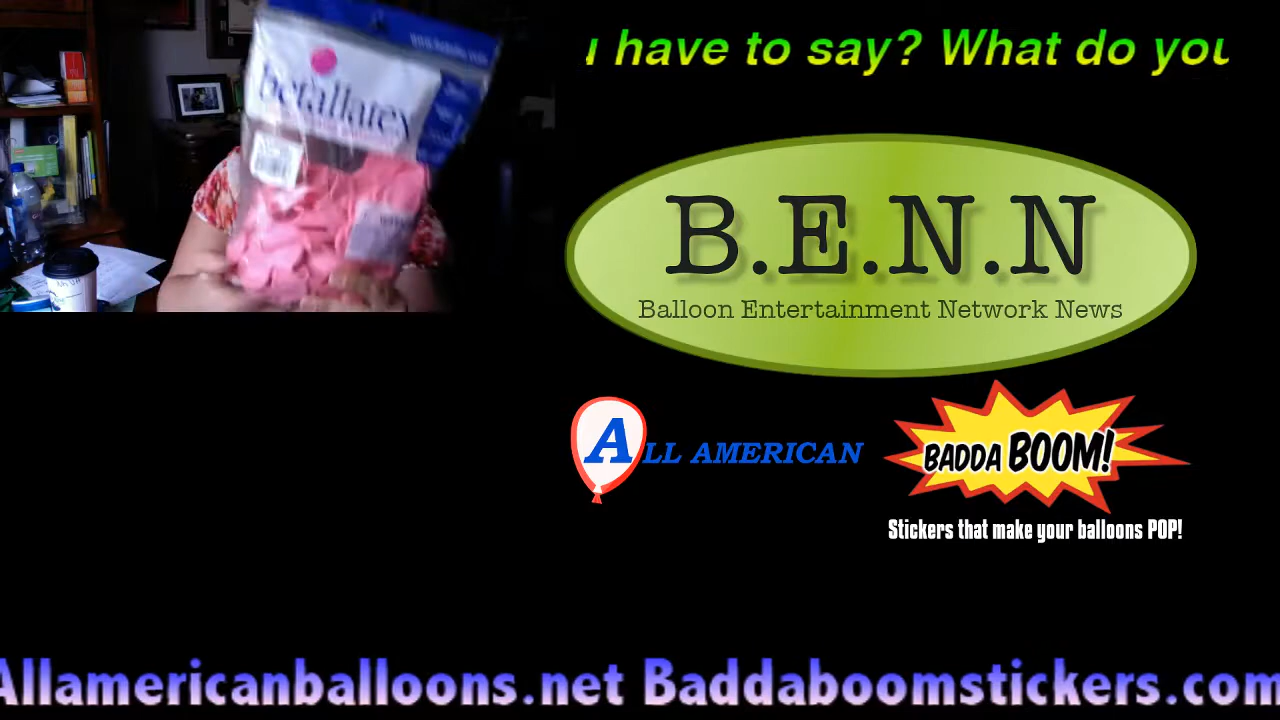 u have to say? What do you
betallatex
B.E.N.N
Balloon Entertainment Network News
ALL AMERICAN
BADDA BOOM!
Stickers that make your balloons POP!
Allamericanballoons.net Baddaboomstickers.com